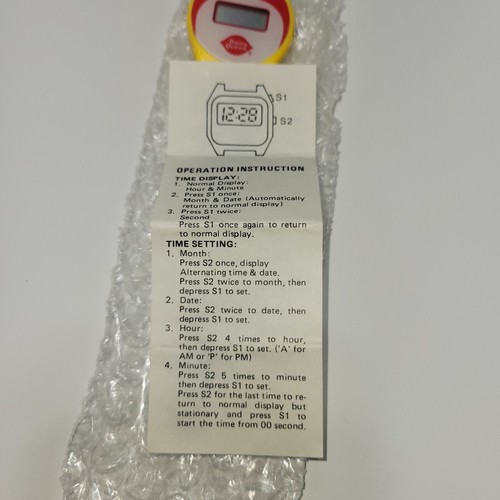 Dairy
Queen
S1
12:28
S2
OPERATION INSTRUCTION
TIME DISPLAY:
1. Normal Display:
Hour & Minute
2. Press S1 once:
Month & Date (Automatically
return to normal display)
3. Press S1 twice:
Second
Press S1 once again to return
to normal display.
TIME SETTING:
1. Month:
Press S2 once, display
Alternating time & date.
Press S2 twice to month, then
depress S1 to set.
2. Date:
Press S2 twice to date, then
depress S1 to set.
3. Hour:
Press S2 4 times to hour,
then depress S1 to set. ('A' for
AM or 'P' for PM)
4. Minute:
Press S2 5 times to minute
then depress S1 to set.
Press S2 for the last time to re-
turn to normal display but
stationary and press S1 to
start the time from 00 second.